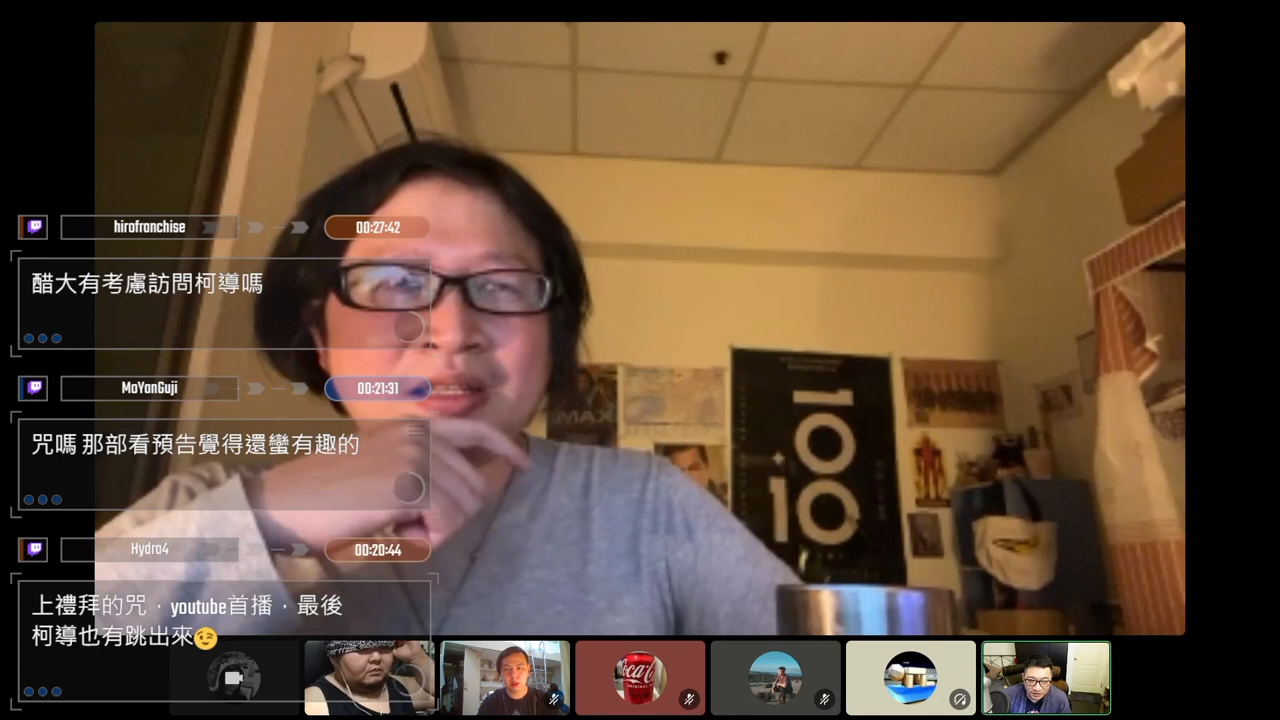 hirofranchise
00:27:42
醋大有考慮訪問柯導嗎
MoYanGuji
00:21:31
咒嗎 那部看預告覺得還蠻有趣的
Hydra4
00:20:44
上禮拜的咒，youtube首播，最後
柯導也有跳出來😉
10
10